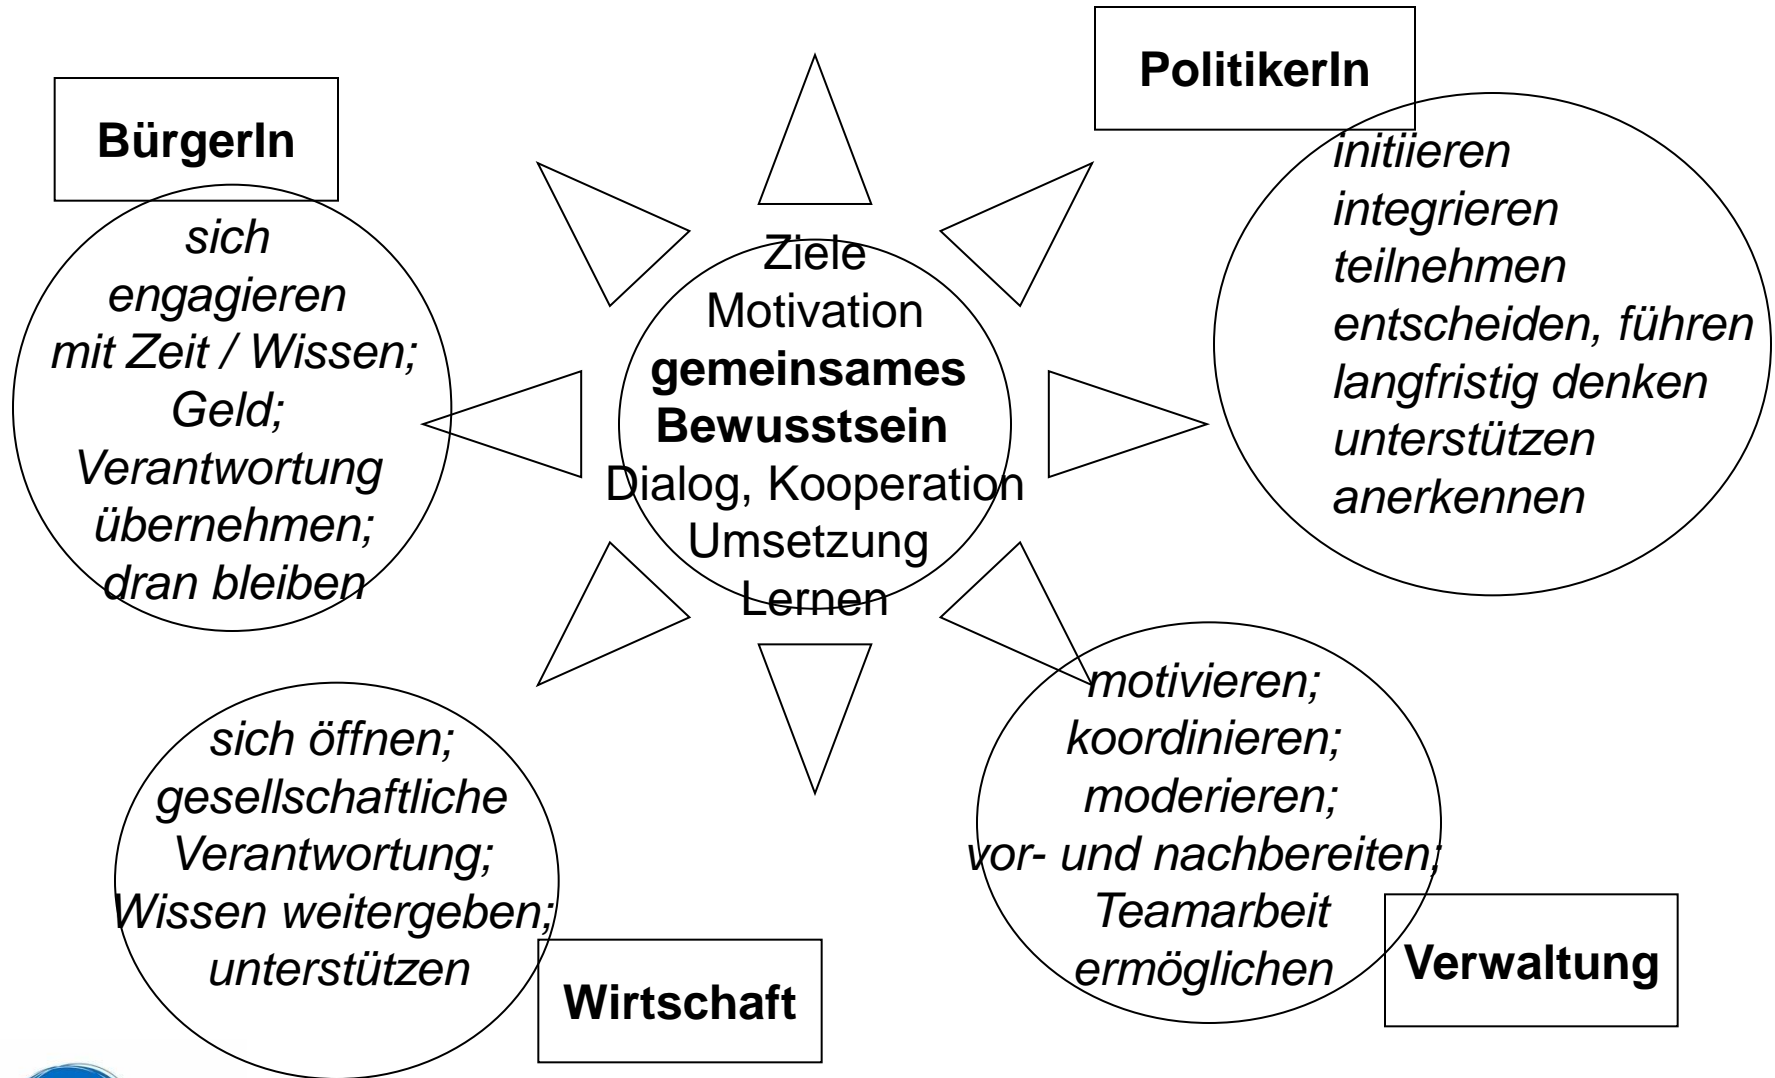 BürgerIn
sich
engagieren
mit Zeit / Wissen;
Geld;
Verantwortung
übernehmen;
dran bleiben
Ziele
Motivation
gemeinsames
Bewusstsein
Dialog, Kooperation
Umsetzung
Lernen
PolitikerIn
initiieren
integrieren
teilnehmen
entscheiden, führen
langfristig denken
unterstützen
anerkennen
sich öffnen;
gesellschaftliche
Verantwortung;
Wissen weitergeben;
unterstützen
Wirtschaft
motivieren;
koordinieren;
moderieren;
vor- und nachbereiten;
Teamarbeit
ermöglichen
Verwaltung